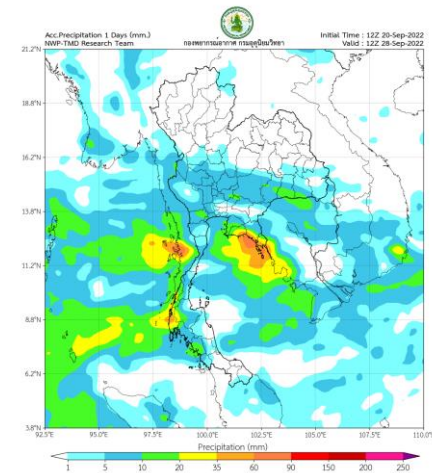 Acc.Precipitation 1 Days (mm.)
NWP-TMD Research Team
กองพยากรณ์อากาศ กรมอุตุนิยมวิทยา
Initial Time : 12Z 20-Sep-2022
Valid : 12Z 28-Sep-2022
21.2°N
18.8°N
16.2°N
13.8°N
11.2°N
8.8°N
6.2°N
3.8°N
92.5°E 95.0°E 97.5°E 100.0°E 102.5°E 105.0°E 107.5°E 110.0°E
Precipitation (mm)
1 5 10 20 35 60 90 150 200 250